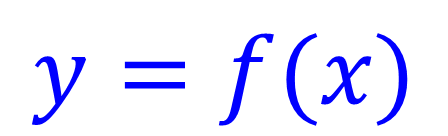 y = f(x)